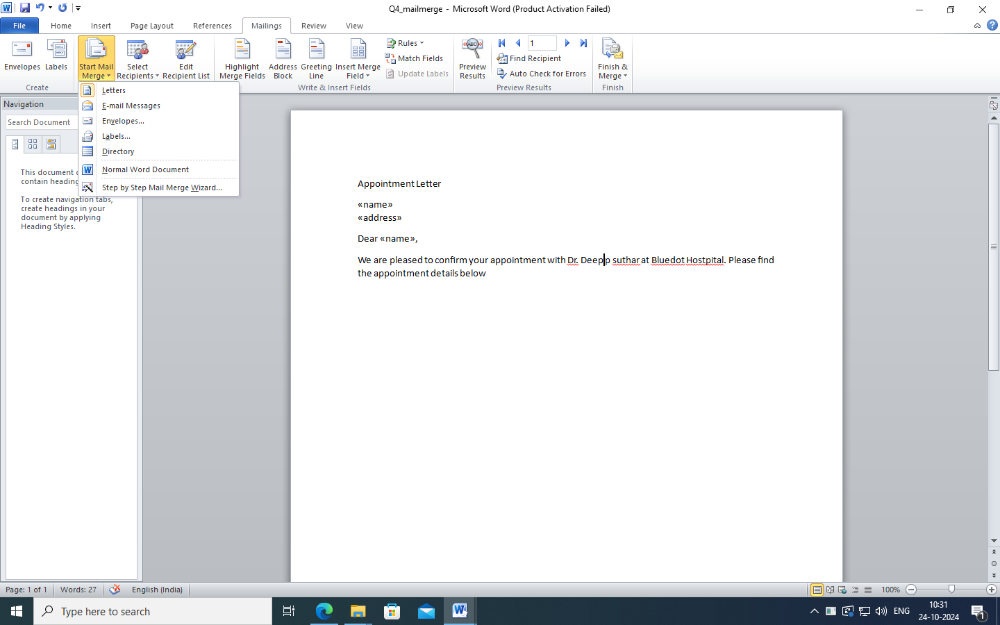 Q4_mailmerge - Microsoft Word (Product Activation Failed)
File Home Insert Page Layout References Mailings Review View
Envelopes Labels
Create
Start Mail Merge
Select Recipients
Edit Recipient List
Highlight Merge Fields
Address Block
Greeting Line
Insert Merge Field
Rules
Match Fields
Update Labels
Write & Insert Fields
Preview Results
1
Find Recipient
Auto Check for Errors
Preview Results
Finish & Merge
Finish
Letters
E-mail Messages
Envelopes...
Labels...
Directory
Normal Word Document
Step by Step Mail Merge Wizard...
Navigation
Search Document
This document
contain heading
To create navigation tabs,
create headings in your
document by applying
Heading Styles.
Appointment Letter
«name»
«address»
Dear «name»,
We are pleased to confirm your appointment with Dr. Deepp suthar at Bluedot Hostpital. Please find
the appointment details below
Page: 1 of 1 Words: 27 English (India) 100%
Type here to search
ENG
10:31
24-10-2024
1